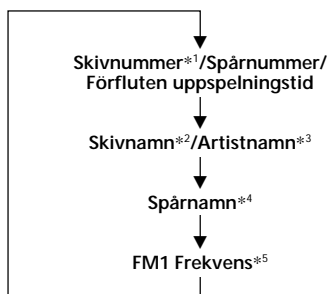 Skivnummer*1/Spårnummer/
Förfluten uppspelningstid
Skivnamn*2/Artistnamn*3
Spårnamn*4
FM1 Frekvens*5